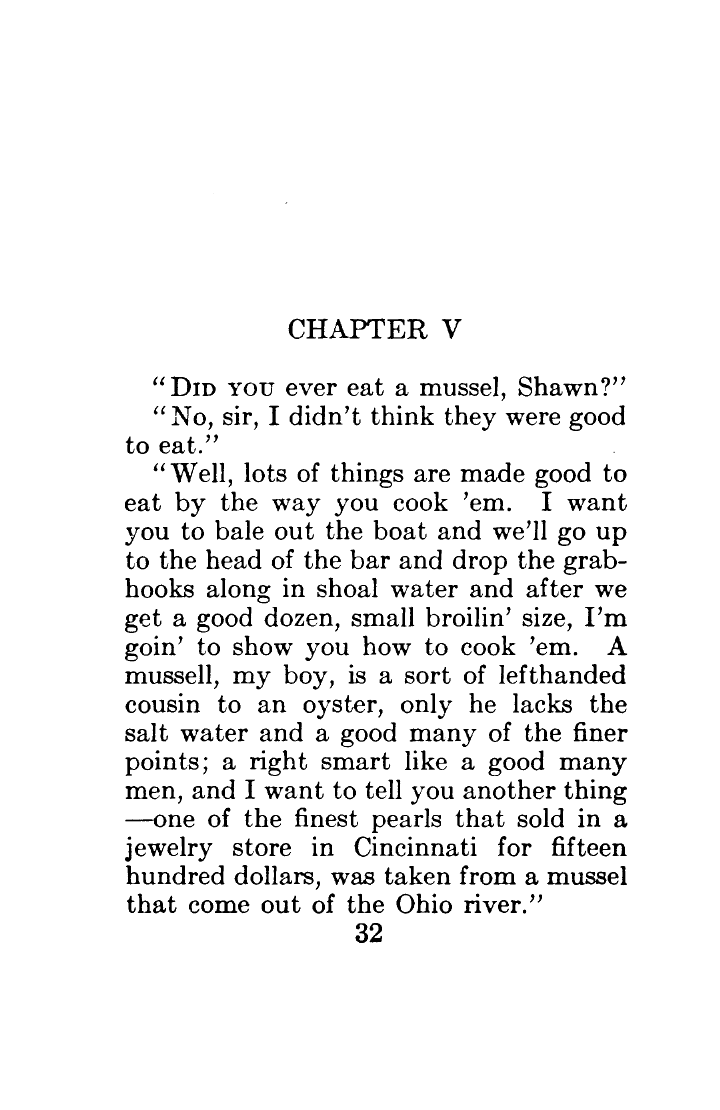 CHAPTER V
“DID YOU ever eat a mussel, Shawn?”
“No, sir, I didn’t think they were good
to eat.”
“Well, lots of things are made good to
eat by the way you cook ’em. I want
you to bale out the boat and we’ll go up
to the head of the bar and drop the grab-
hooks along in shoal water and after we
get a good dozen, small broilin’ size, I’m
goin’ to show you how to cook ’em. A
mussell, my boy, is a sort of lefthanded
cousin to an oyster, only he lacks the
salt water and a good many of the finer
points; a right smart like a good many
men, and I want to tell you another thing
—one of the finest pearls that sold in a
jewelry store in Cincinnati for fifteen
hundred dollars, was taken from a mussel
that come out of the Ohio river.”
32